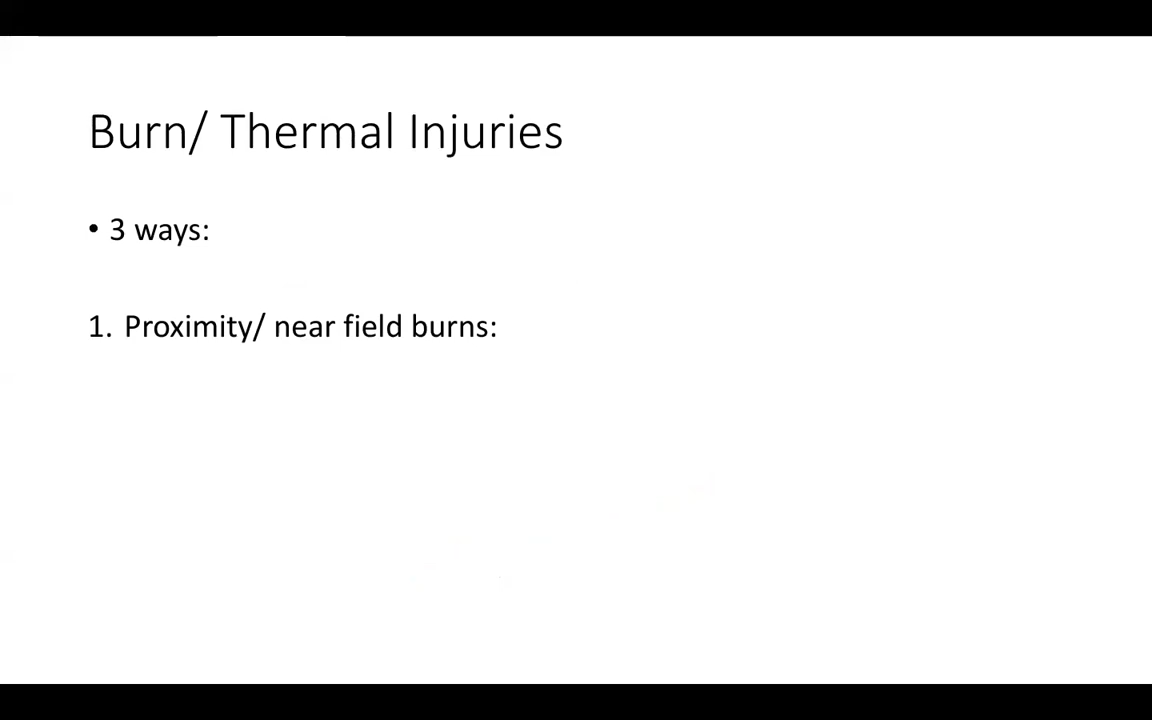 Burn/ Thermal Injuries
• 3 ways:
1. Proximity/ near field burns: